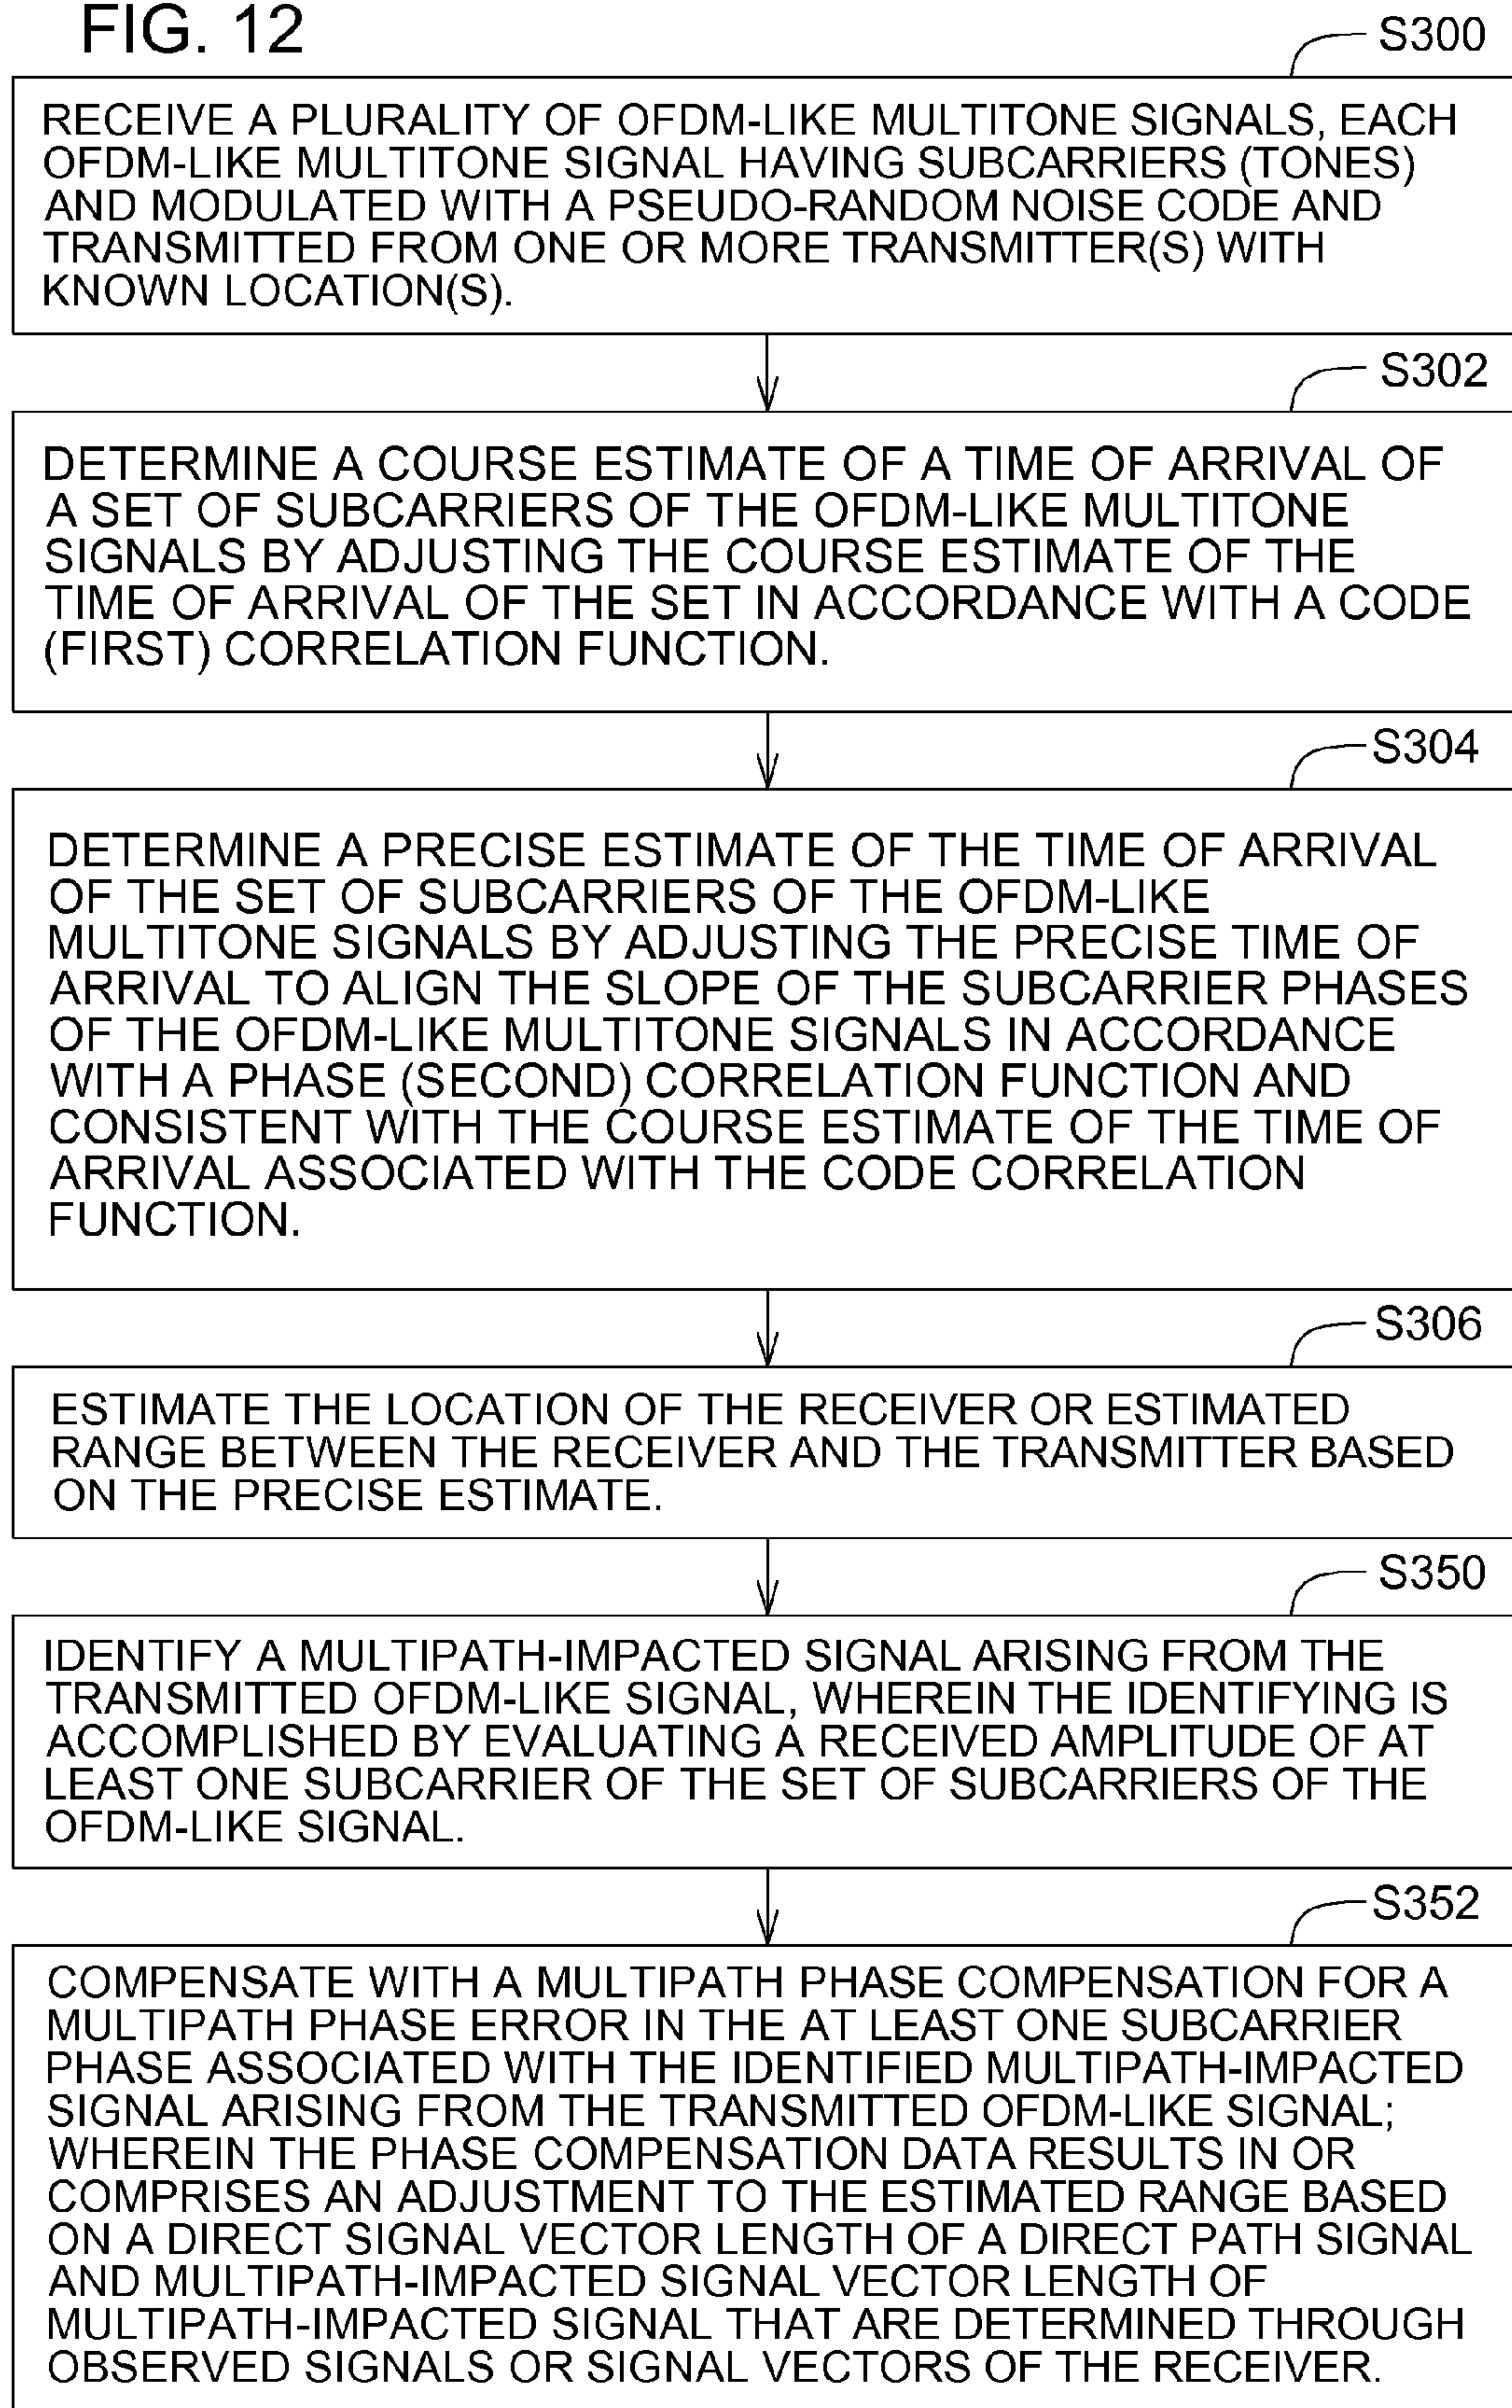 FIG. 12
S300
RECEIVE A PLURALITY OF OFDM-LIKE MULTITONE SIGNALS, EACH
OFDM-LIKE MULTITONE SIGNAL HAVING SUBCARRIERS (TONES)
AND MODULATED WITH A PSEUDO-RANDOM NOISE CODE AND
TRANSMITTED FROM ONE OR MORE TRANSMITTER(S) WITH
KNOWN LOCATION(S).
S302
DETERMINE A COURSE ESTIMATE OF A TIME OF ARRIVAL OF
A SET OF SUBCARRIERS OF THE OFDM-LIKE MULTITONE
SIGNALS BY ADJUSTING THE COURSE ESTIMATE OF THE
TIME OF ARRIVAL OF THE SET IN ACCORDANCE WITH A CODE
(FIRST) CORRELATION FUNCTION.
S304
DETERMINE A PRECISE ESTIMATE OF THE TIME OF ARRIVAL
OF THE SET OF SUBCARRIERS OF THE OFDM-LIKE
MULTITONE SIGNALS BY ADJUSTING THE PRECISE TIME OF
ARRIVAL TO ALIGN THE SLOPE OF THE SUBCARRIER PHASES
OF THE OFDM-LIKE MULTITONE SIGNALS IN ACCORDANCE
WITH A PHASE (SECOND) CORRELATION FUNCTION AND
CONSISTENT WITH THE COURSE ESTIMATE OF THE TIME OF
ARRIVAL ASSOCIATED WITH THE CODE CORRELATION
FUNCTION.
S306
ESTIMATE THE LOCATION OF THE RECEIVER OR ESTIMATED
RANGE BETWEEN THE RECEIVER AND THE TRANSMITTER BASED
ON THE PRECISE ESTIMATE.
S350
IDENTIFY A MULTIPATH-IMPACTED SIGNAL ARISING FROM THE
TRANSMITTED OFDM-LIKE SIGNAL, WHEREIN THE IDENTIFYING IS
ACCOMPLISHED BY EVALUATING A RECEIVED AMPLITUDE OF AT
LEAST ONE SUBCARRIER OF THE SET OF SUBCARRIERS OF THE
OFDM-LIKE SIGNAL.
S352
COMPENSATE WITH A MULTIPATH PHASE COMPENSATION FOR A
MULTIPATH PHASE ERROR IN THE AT LEAST ONE SUBCARRIER
PHASE ASSOCIATED WITH THE IDENTIFIED MULTIPATH-IMPACTED
SIGNAL ARISING FROM THE TRANSMITTED OFDM-LIKE SIGNAL;
WHEREIN THE PHASE COMPENSATION DATA RESULTS IN OR
COMPRISES AN ADJUSTMENT TO THE ESTIMATED RANGE BASED
ON A DIRECT SIGNAL VECTOR LENGTH OF A DIRECT PATH SIGNAL
AND MULTIPATH-IMPACTED SIGNAL VECTOR LENGTH OF
MULTIPATH-IMPACTED SIGNAL THAT ARE DETERMINED THROUGH
OBSERVED SIGNALS OR SIGNAL VECTORS OF THE RECEIVER.